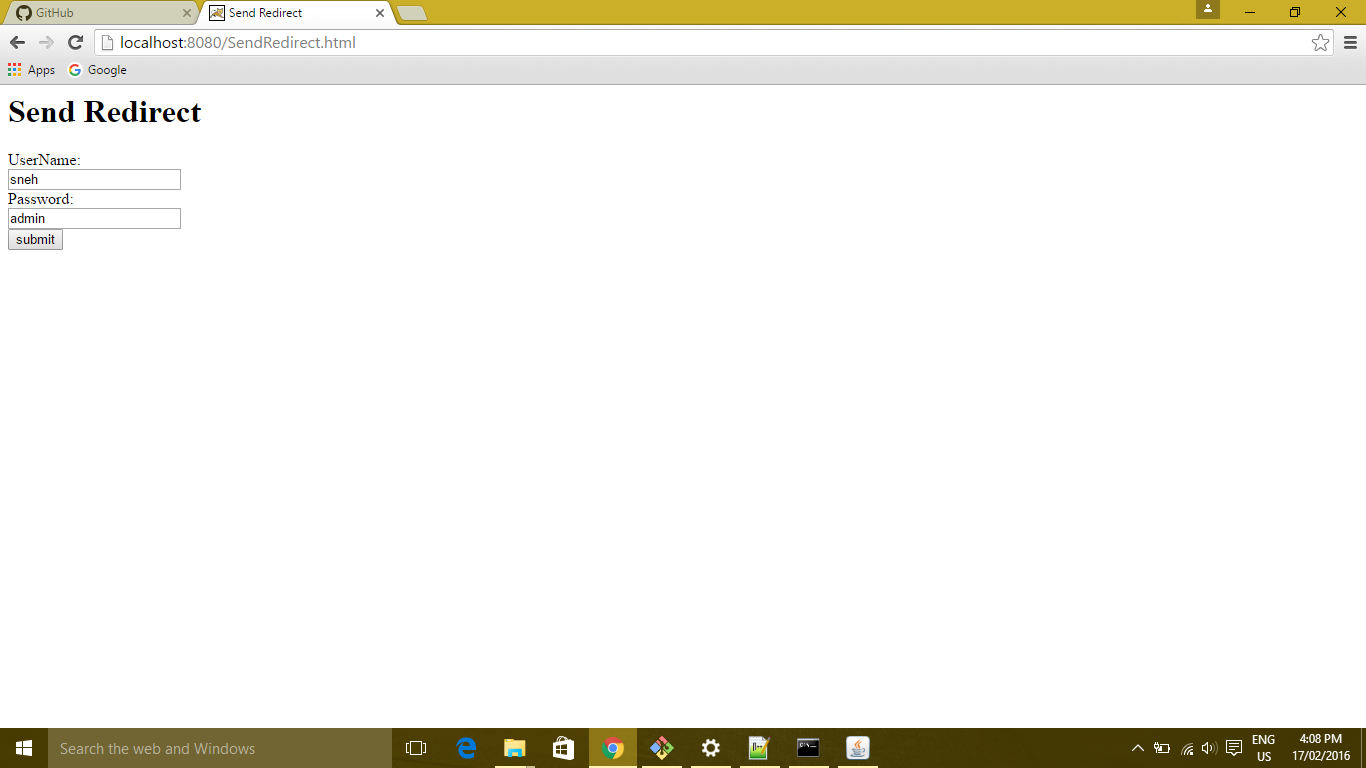 GitHub
Send Redirect
localhost:8080/SendRedirect.html
Apps Google
Send Redirect
UserName:
sneh
Password:
admin
submit
Search the web and Windows
ENG
US
4:08 PM
17/02/2016